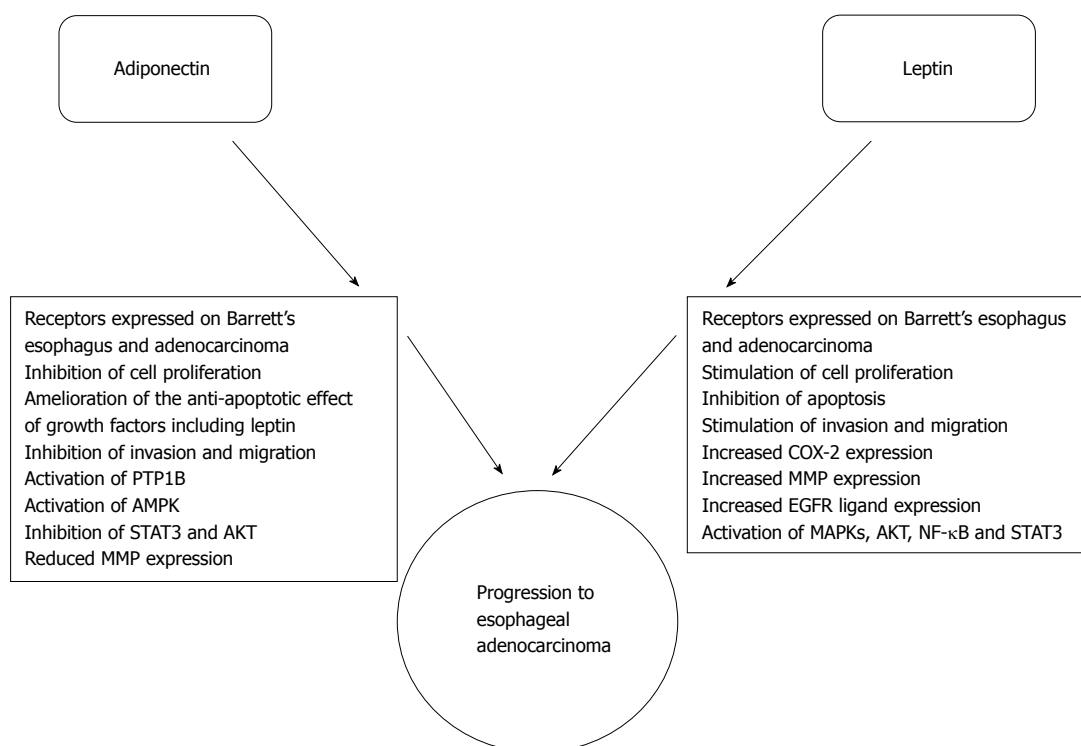 Adiponectin
Leptin
Receptors expressed on Barrett's
esophagus and adenocarcinoma
Inhibition of cell proliferation
Amelioration of the anti-apoptotic effect
of growth factors including leptin
Inhibition of invasion and migration
Activation of PTP1B
Activation of AMPK
Inhibition of STAT3 and AKT
Reduced MMP expression
Receptors expressed on Barrett's esophagus
and adenocarcinoma
Stimulation of cell proliferation
Inhibition of apoptosis
Stimulation of invasion and migration
Increased COX-2 expression
Increased MMP expression
Increased EGFR ligand expression
Activation of MAPKs, AKT, NF-κB and STAT3
Progression to
esophageal
adenocarcinoma